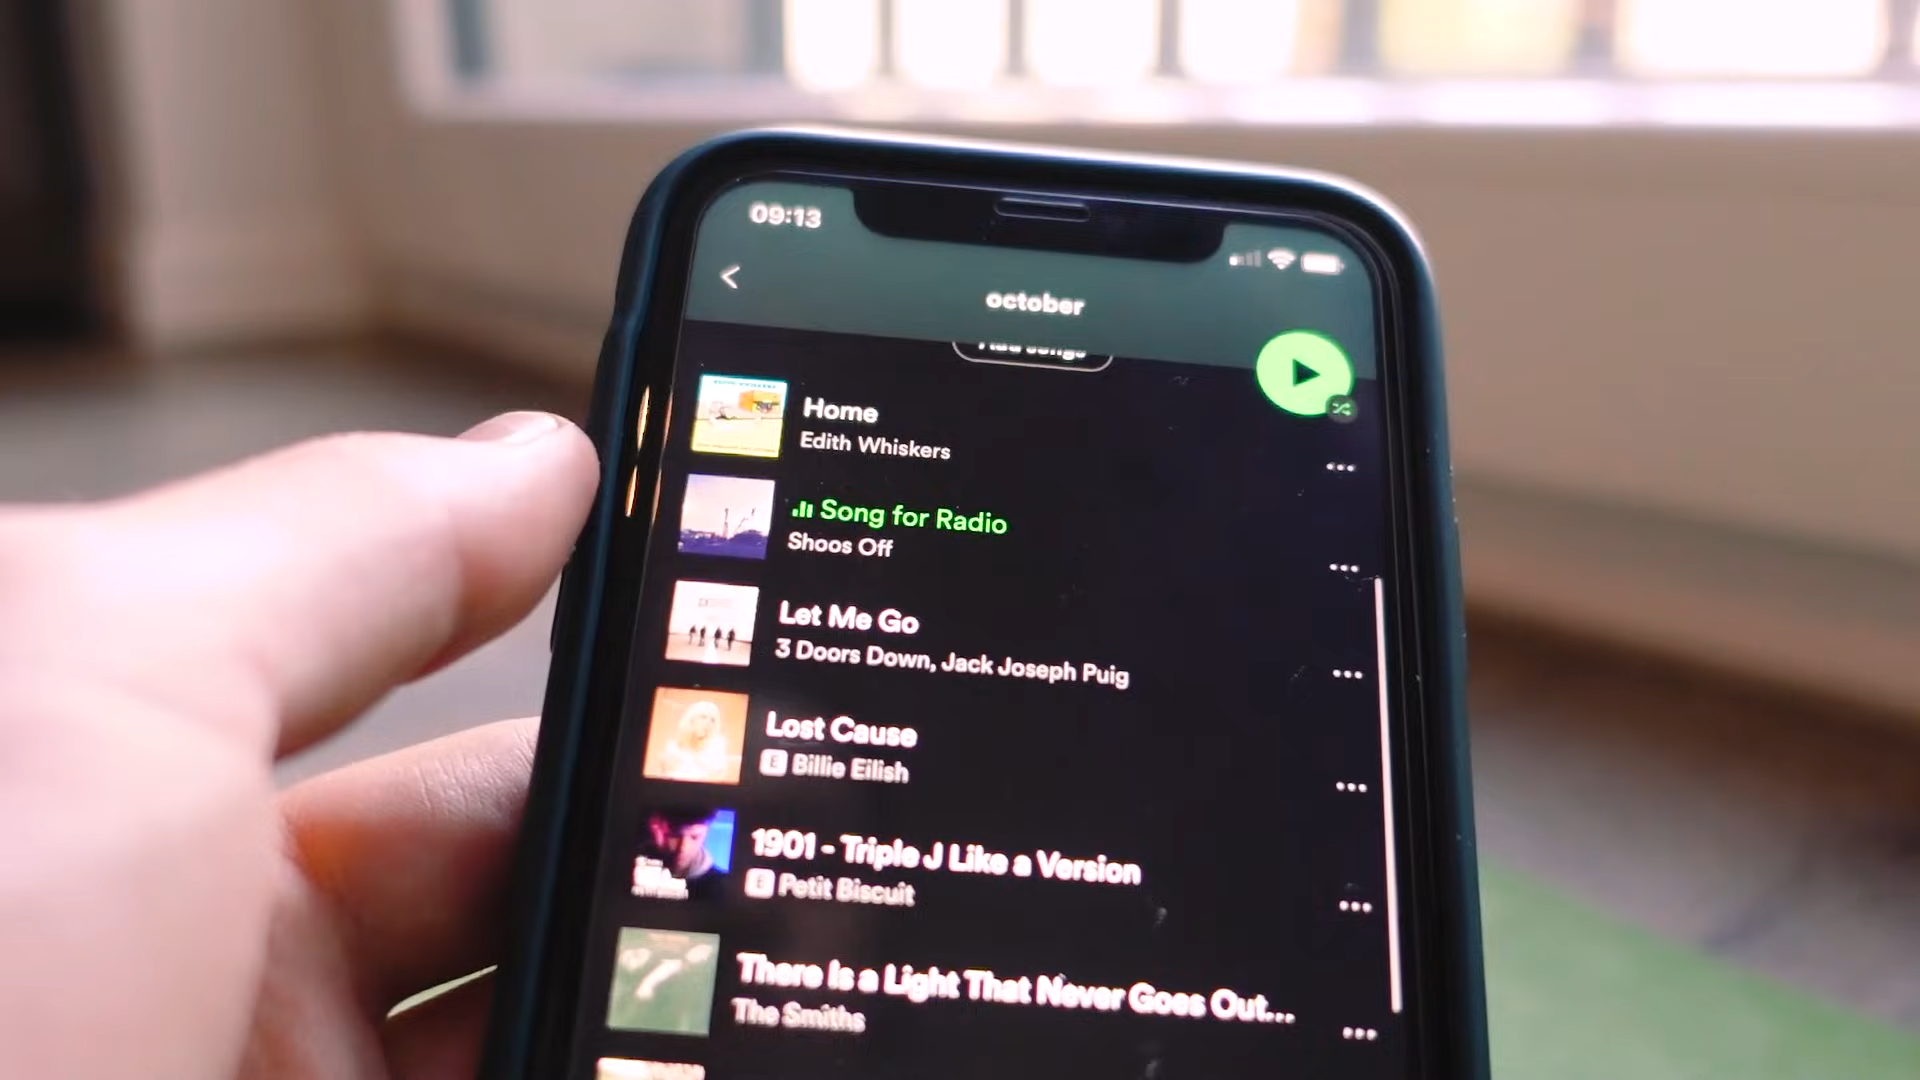 09:13
october
Add songs
Home
Edith Whiskers
Song for Radio
Shoos Off
Let Me Go
3 Doors Down, Jack Joseph Puig
Lost Cause
E Billie Eilish
1901 - Triple J Like a Version
E Petit Biscuit
There Is a Light That Never Goes Out...
The Smiths